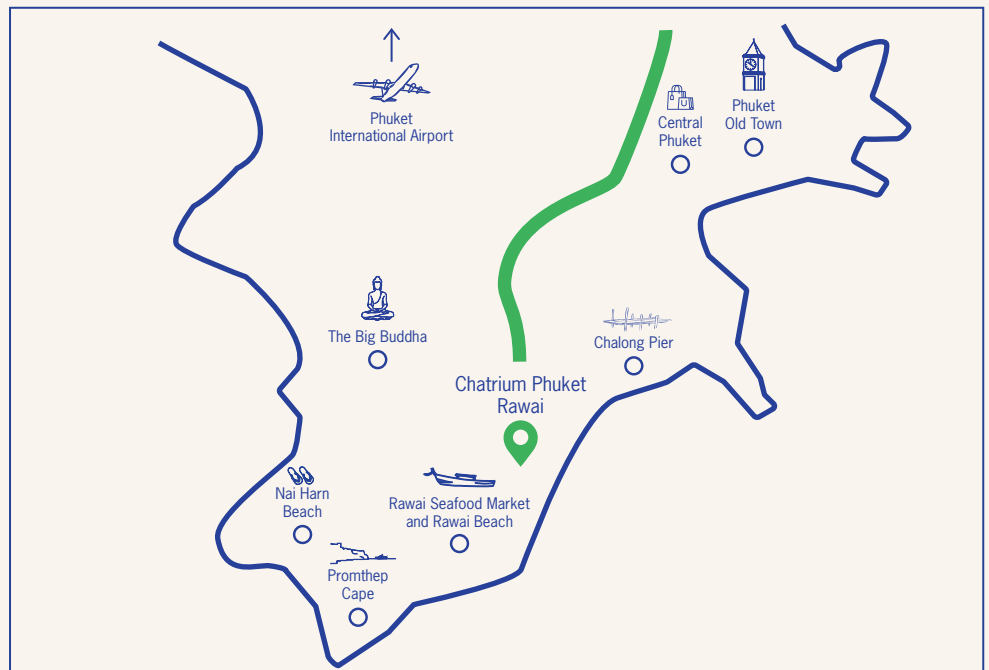 Phuket
International Airport
Central
Phuket
Phuket
Old Town
The Big Buddha
Chalong Pier
Chatrium Phuket
Rawai
Nai Harn
Beach
Rawai Seafood Market
and Rawai Beach
Promthep
Cape